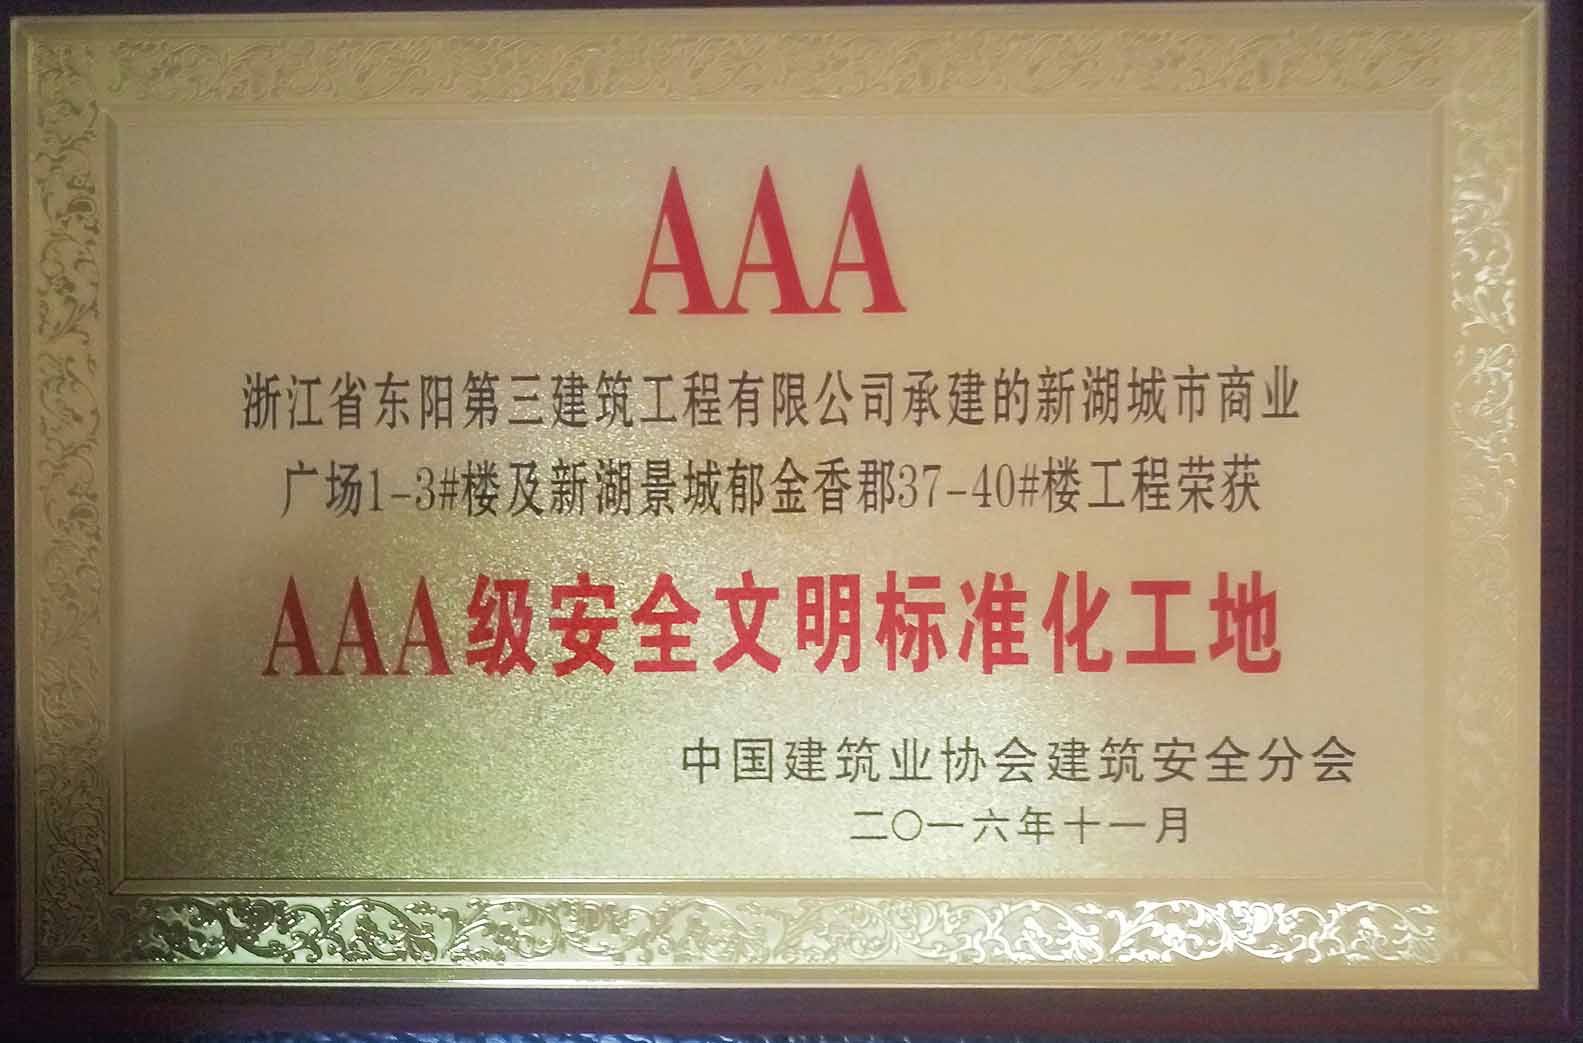 AAA
浙江省东阳第三建筑工程有限公司承建的新湖城市商业
广场1-3#楼及新湖景城郁金香郡37-40#楼工程荣获
AAA级安全文明标准化工地
中国建筑业协会建筑安全分会
二〇一六年十一月